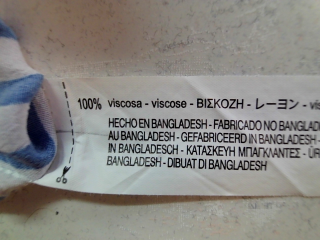 100% viscosa - viscose - ΒΙΣΚΟΖΗ - レーヨン -
HECHO EN BANGLADESH - FABRICADO NO
AU BANGLADESH - GEFABRICEERD IN BANGLADESH -
IN BANGLADESCH - ΚΑΤΑΣΚΕΥΗ ΜΠΑΓΚΛΑΝΤΕΣ -
BANGLADESH - DIBUAT DI BANGLADESH